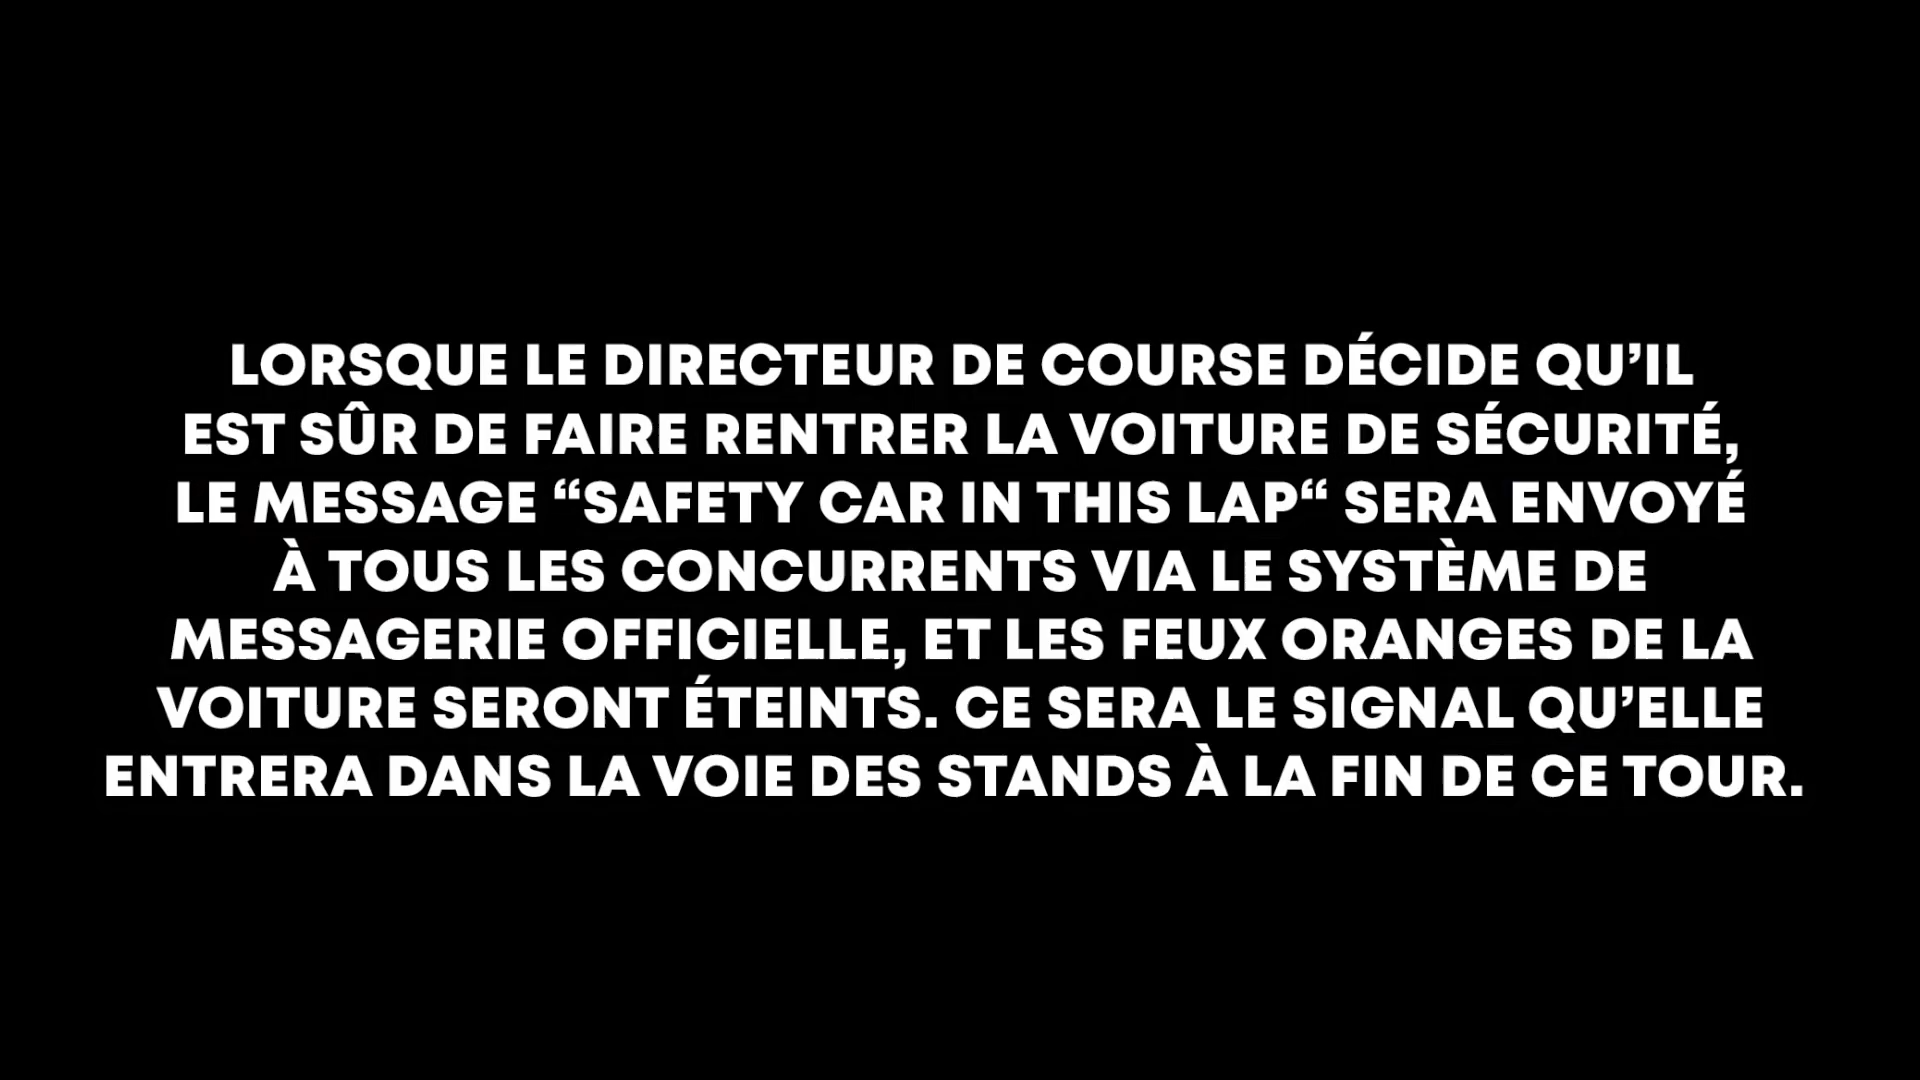 LORSQUE LE DIRECTEUR DE COURSE DÉCIDE QU’IL
EST SÛR DE FAIRE RENTRER LA VOITURE DE SÉCURITÉ,
LE MESSAGE “SAFETY CAR IN THIS LAP“ SERA ENVOYÉ
À TOUS LES CONCURRENTS VIA LE SYSTÈME DE
MESSAGERIE OFFICIELLE, ET LES FEUX ORANGES DE LA
VOITURE SERONT ÉTEINTS. CE SERA LE SIGNAL QU’ELLE
ENTRERA DANS LA VOIE DES STANDS À LA FIN DE CE TOUR.